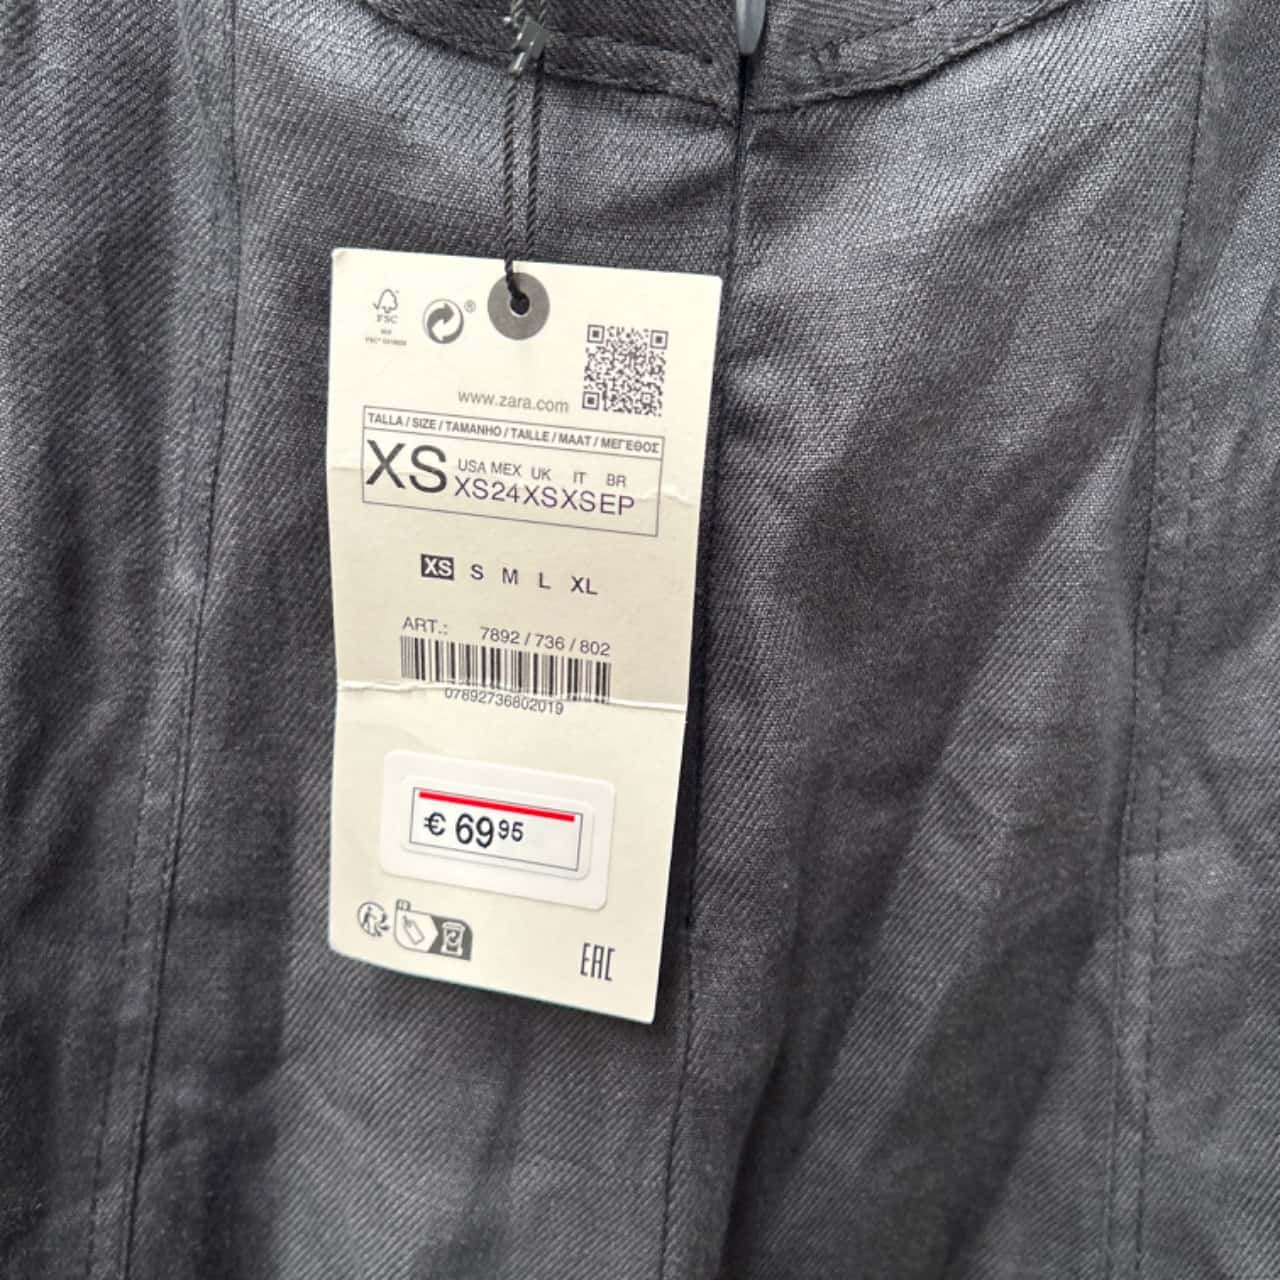 FSC
®
www.zara.com
TALLA / SIZE / TAMANHO / TAILLE / MAAT / ΜΕΓΕΘΟΣ
XS
USA MEX UK IT BR
XS 24 XS XS EP
XS S M L XL
ART.: 7892 / 736 / 802
07892736802019
€ 69 95
EAC